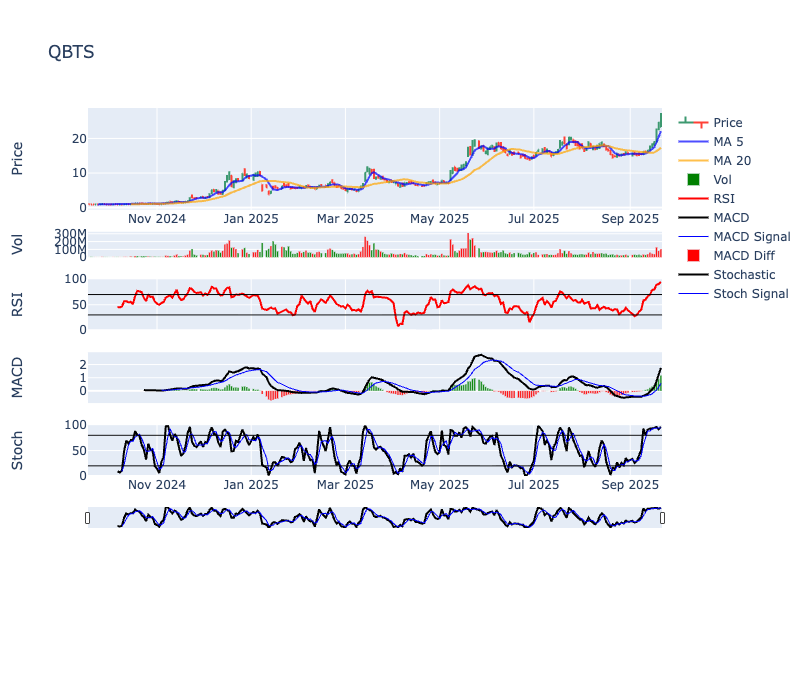 QBTS
Price
20
10
0
Nov 2024 Jan 2025 Mar 2025 May 2025 Jul 2025 Sep 2025
Vol
300M
200M
100M
0
RSI
100
50
0
MACD
2
1
0
Stoch
100
50
0
Nov 2024 Jan 2025 Mar 2025 May 2025 Jul 2025 Sep 2025
Price
MA 5
MA 20
Vol
RSI
MACD
MACD Signal
MACD Diff
Stochastic
Stoch Signal